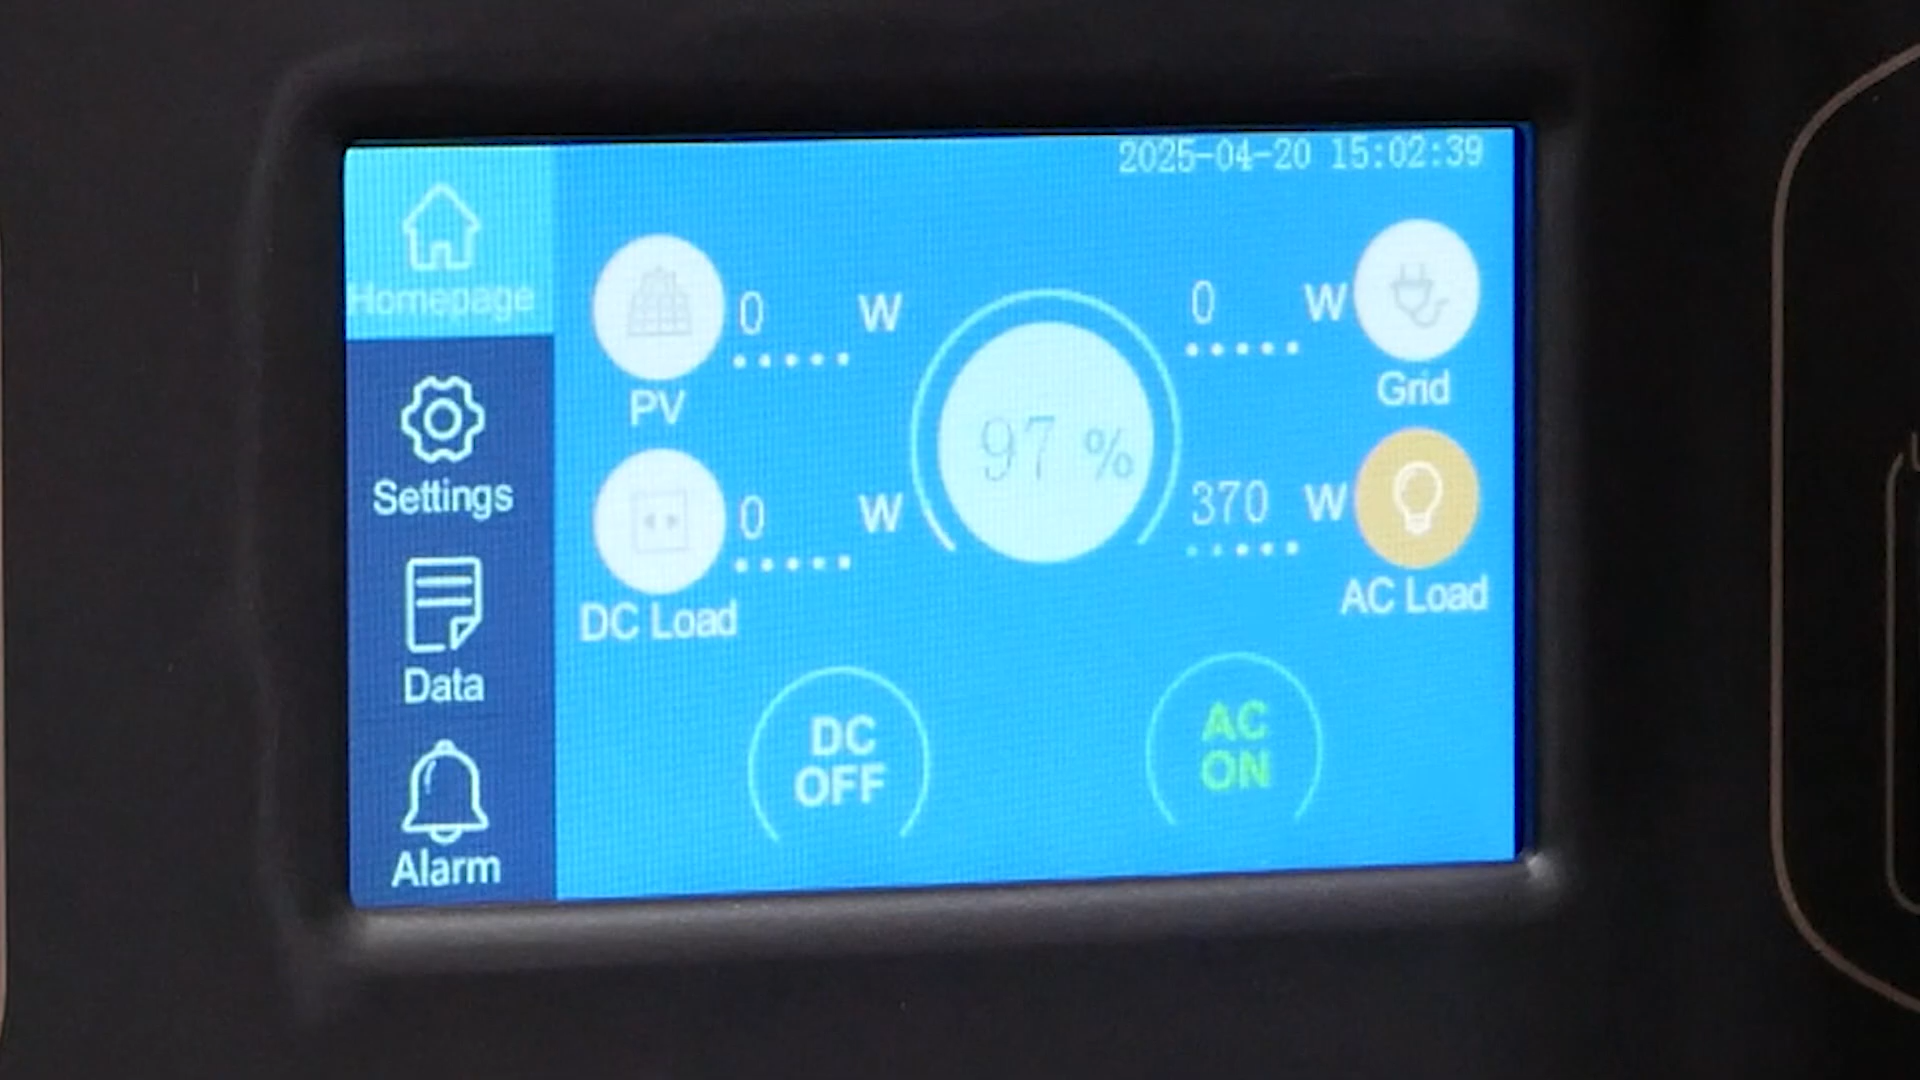 2025-04-20 15:02:39
Homepage
Settings
Data
Alarm
0 W
PV
0 W
DC Load
97 %
0 W
Grid
370 W
AC Load
DC
OFF
AC
ON